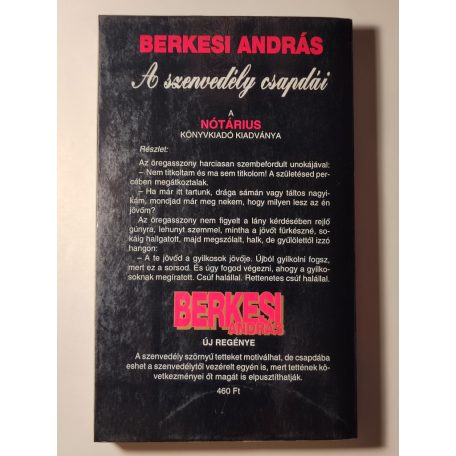 BERKESI ANDRÁS
A szenvedély csapdái
A
NÓTÁRIUS
KÖNYVKIADÓ KIADVÁNYA
Részlet:
Az öregasszony harciasan szembefordult unokájával:
– Nem titkoltam és ma sem titkolom! A születésed per-
cében megátkoztalak.
– Ha már itt tartunk, drága sámán vagy táltos nagyi-
kám, mondjad már meg nekem, hogy milyen lesz az én
jövőm?
Az öregasszony nem figyelt a lány kérdésében rejlő
gúnyra, lehunyt szemmel, mintha a jövőt fürkészné, so-
káig hallgatott, majd megszólalt, halk, de gyűlölettől izzó
hangon:
– A te jövőd a gyilkosok jövője. Újból gyilkolni fogsz,
mert ez a sorsod. És úgy fogod végezni, ahogy a gyilko-
soknak megíratott. Csúf halállal. Rettenetes csúf halállal.
BERKESI
ANDRÁS
ÚJ REGÉNYE
A szenvedély szörnyű tetteket motiválhat, de csapdába
eshet a szenvedélytől vezérelt egyén is, mert tettének kö-
vetkezményei őt magát is elpusztíthatják.
460 Ft